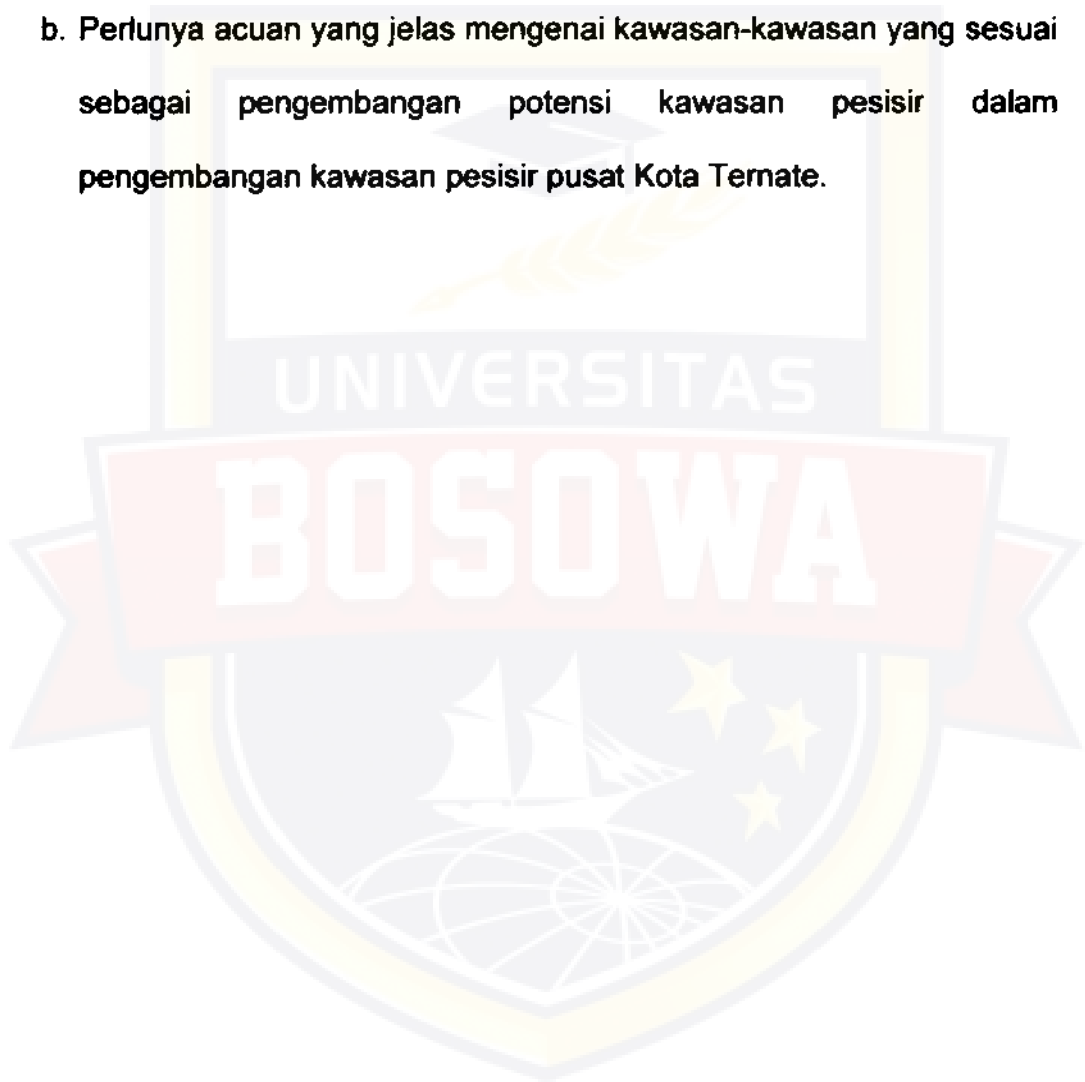 b. Perlunya acuan yang jelas mengenai kawasan-kawasan yang sesuai
sebagai pengembangan potensi kawasan pesisir dalam
pengembangan kawasan pesisir pusat Kota Ternate.
UNIVERSITAS
BOSOWA